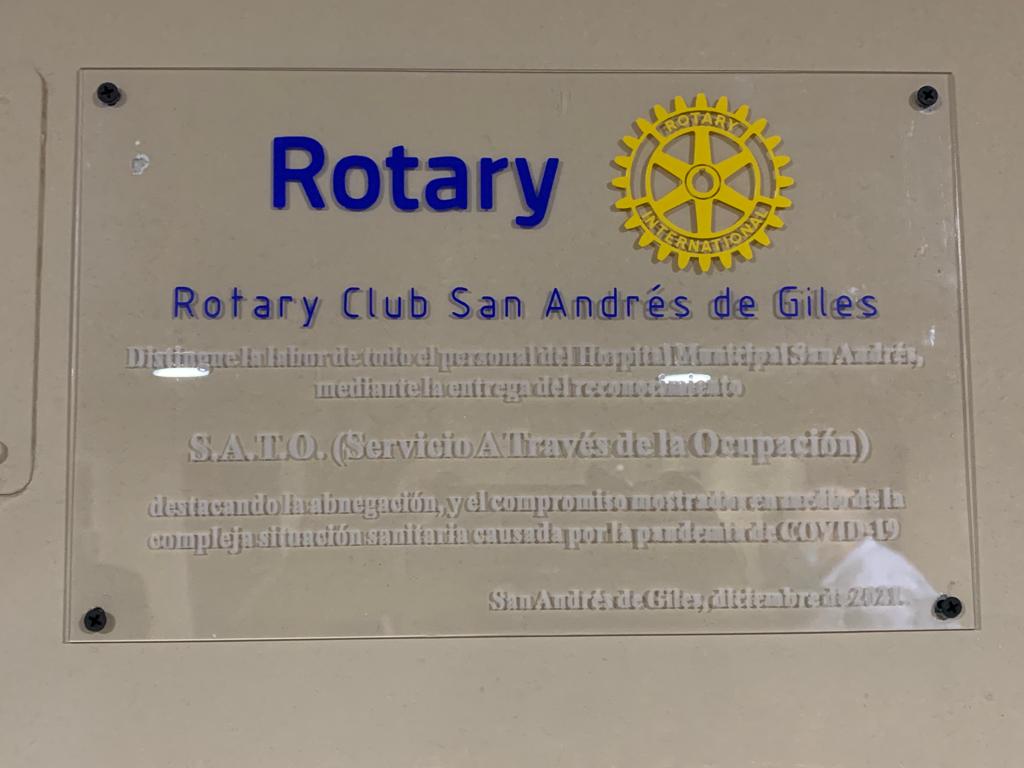 Rotary
ROTARY
INTERNATIONAL
Rotary Club San Andrés de Giles
Distingue la labor de todo el personal del Hospital Municipal San Andrés,
mediante la entrega del reconocimiento
S.A.T.O. (Servicio A Través de la Ocupación)
destacando la abnegación, y el compromiso mostrado en medio de la
compleja situación sanitaria causada por la pandemia de COVID-19
San Andrés de Giles, diciembre de 2021.